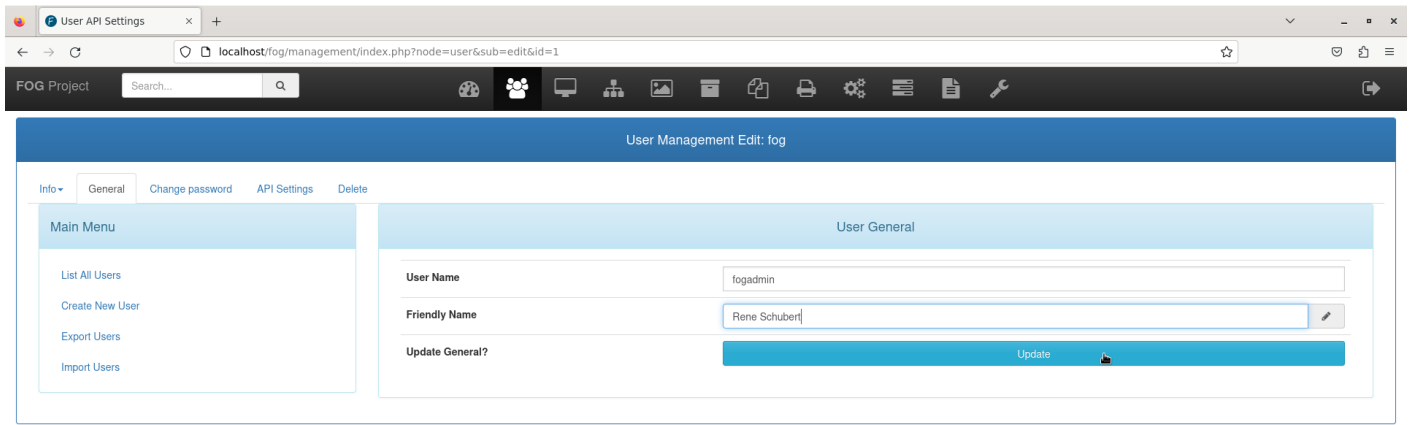 User API Settings
localhost/fog/management/index.php?node=user&sub=edit&id=1
FOG Project
Search...
User Management Edit: fog
Info General Change password API Settings Delete
Main Menu
List All Users
Create New User
Export Users
Import Users
User General
User Name fogadmin
Friendly Name Rene Schubert
Update General? Update